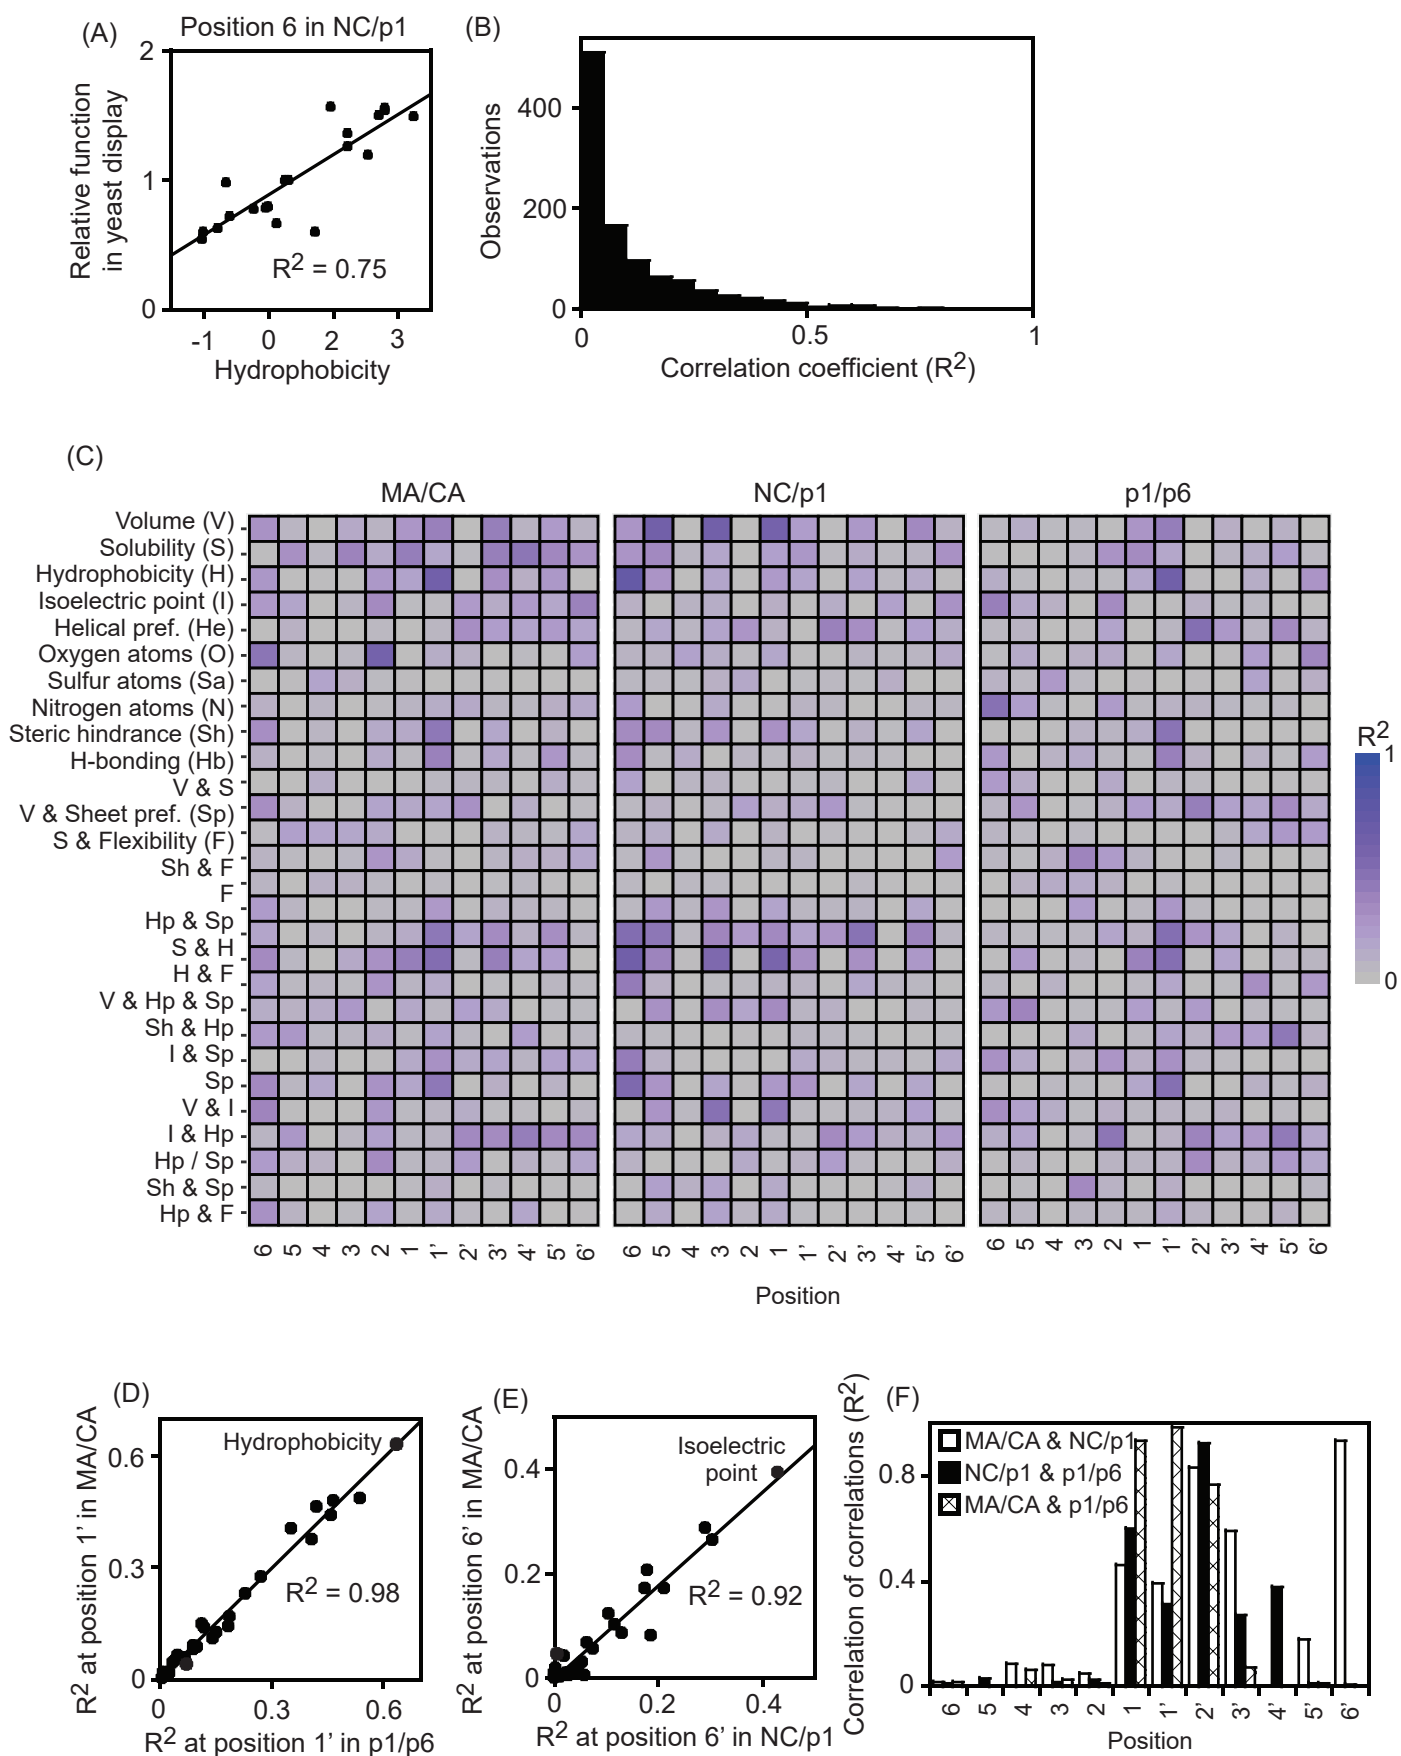 (A)
Position 6 in NC/p1
Relative function
in yeast display
2
1
0
R2 = 0.75
-1 0 2 3
Hydrophobicity
(B)
Observations
400
200
0
0 0.5 1
Correlation coefficient (R2)
(C)
MA/CA NC/p1 p1/p6
Volume (V)
Solubility (S)
Hydrophobicity (H)
Isoelectric point (I)
Helical pref. (He)
Oxygen atoms (O)
Sulfur atoms (Sa)
Nitrogen atoms (N)
Steric hindrance (Sh)
H-bonding (Hb)
V & S
V & Sheet pref. (Sp)
S & Flexibility (F)
Sh & F
F
Hp & Sp
S & H
H & F
V & Hp & Sp
Sh & Hp
I & Sp
Sp
V & I
I & Hp
Hp / Sp
Sh & Sp
Hp & F
6 5 4 3 2 1 1’ 2’ 3’ 4’ 5’ 6’
6 5 4 3 2 1 1’ 2’ 3’ 4’ 5’ 6’
6 5 4 3 2 1 1’ 2’ 3’ 4’ 5’ 6’
Position
R2
1
0
(D)
R2 at position 1’ in MA/CA
0.6
0.3
0
Hydrophobicity
R2 = 0.98
0 0.3 0.6
R2 at position 1’ in p1/p6
(E)
R2 at position 6’ in MA/CA
0.4
0.2
0
Isoelectric
point
R2 = 0.92
0 0.2 0.4
R2 at position 6’ in NC/p1
(F)
Correlation of correlations (R2)
0.8
0.4
0
MA/CA & NC/p1
NC/p1 & p1/p6
MA/CA & p1/p6
6 5 4 3 2 1 1’ 2’ 3’ 4’ 5’ 6’
Position